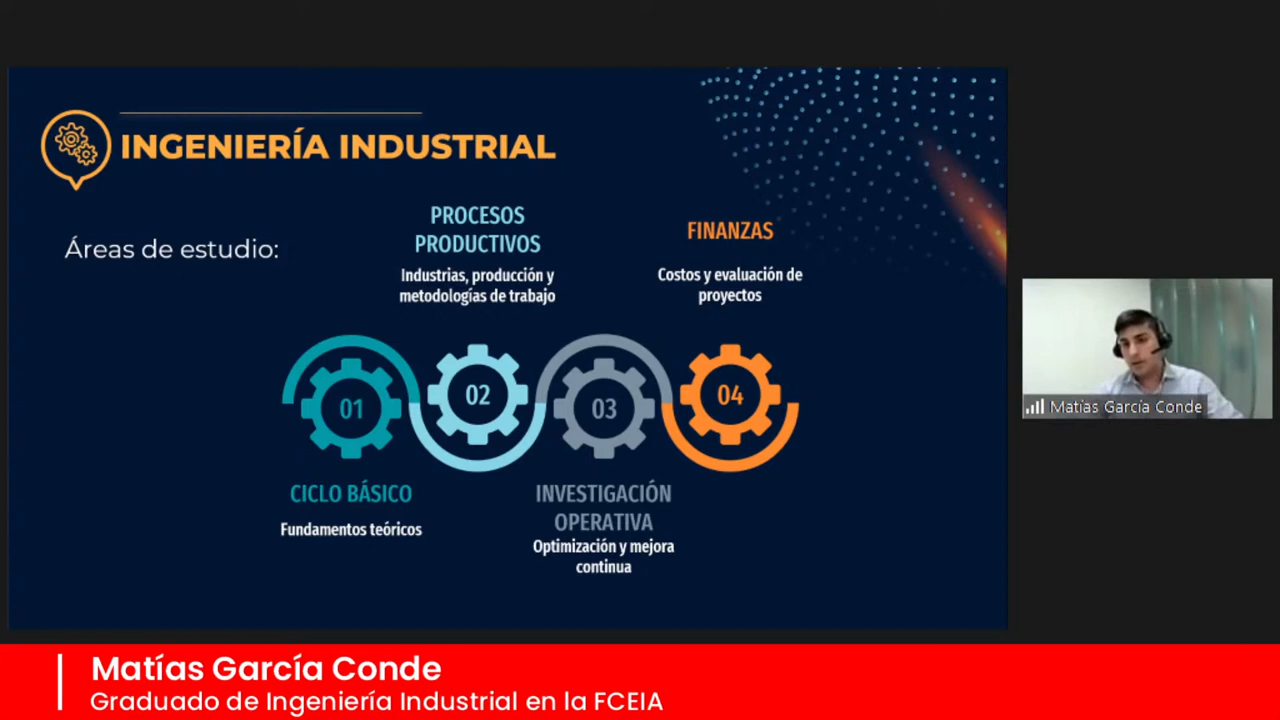 INGENIERÍA INDUSTRIAL
Áreas de estudio:
PROCESOS
PRODUCTIVOS
Industrias, producción y
metodologías de trabajo
FINANZAS
Costos y evaluación de
proyectos
01
02
03
04
CICLO BÁSICO
Fundamentos teóricos
INVESTIGACIÓN
OPERATIVA
Optimización y mejora
continua
Matías García Conde
Matías García Conde
Graduado de Ingeniería Industrial en la FCEIA